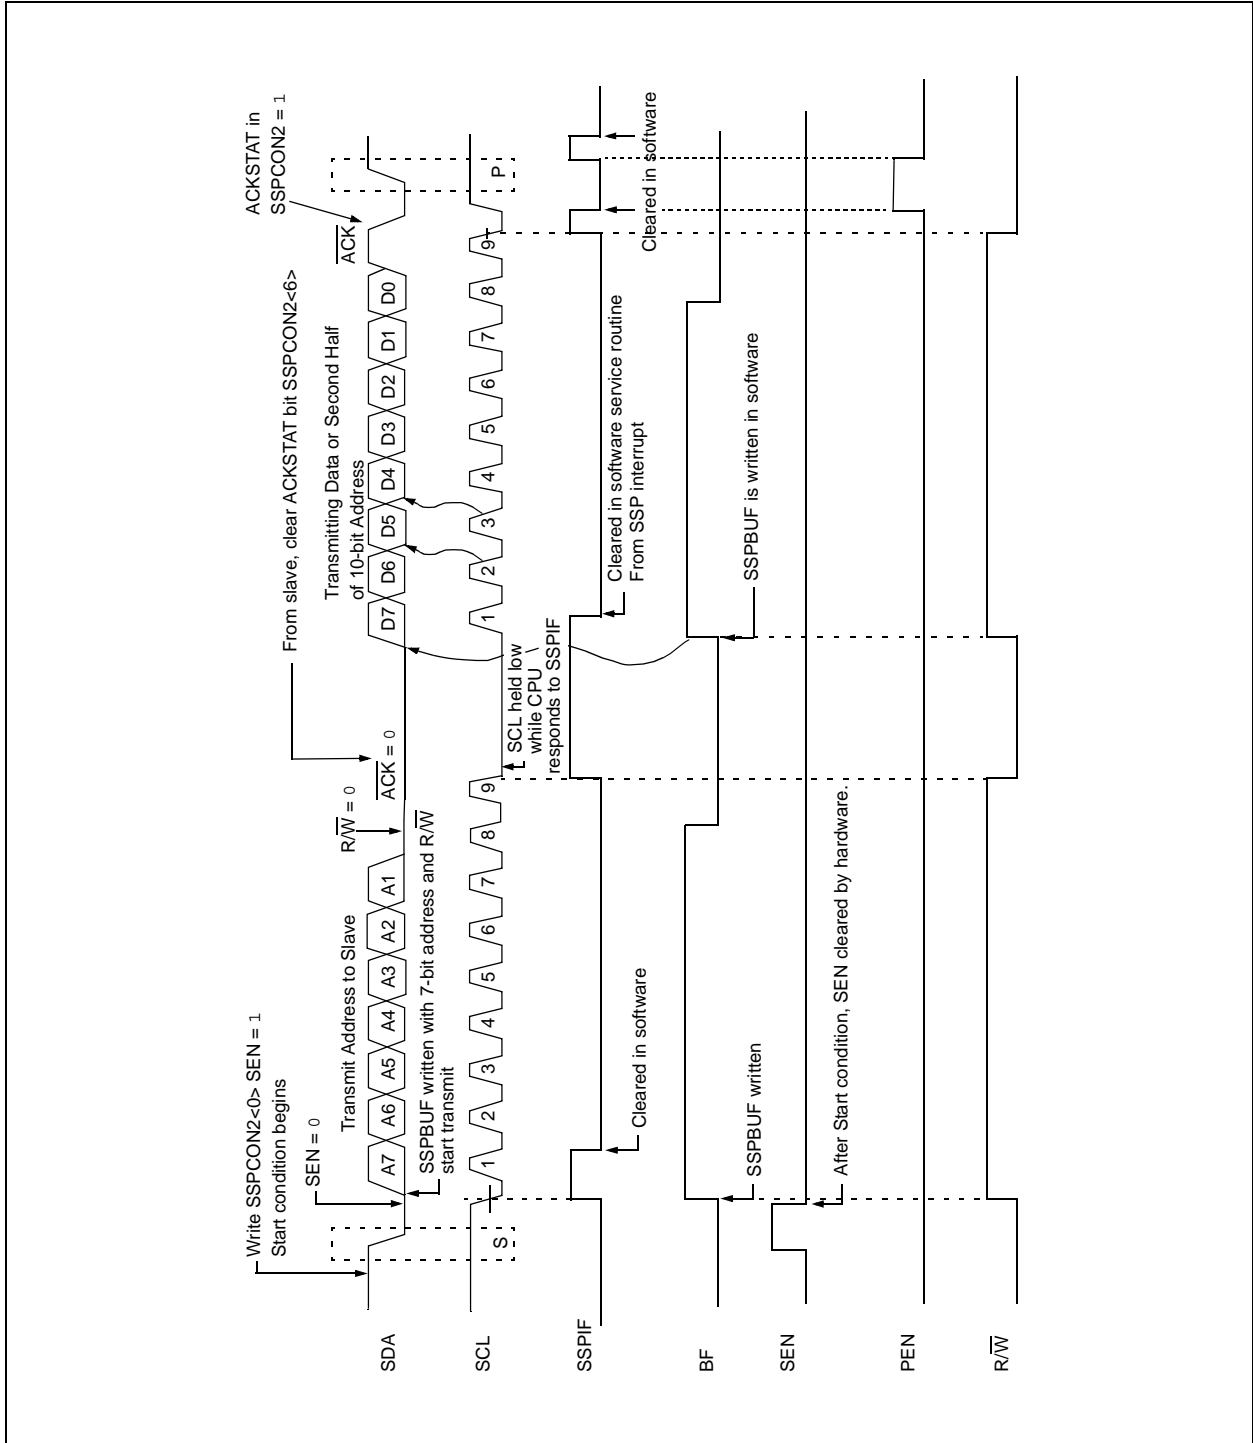 Write SSPCON2<0> SEN = 1
Start condition begins
SEN = 0
Transmit Address to Slave
R/W = 0
ACK = 0
From slave, clear ACKSTAT bit SSPCON2<6>
Transmitting Data or Second Half
of 10-bit Address
ACK
ACKSTAT in
SSPCON2 = 1
SDA
A7 A6 A5 A4 A3 A2 A1
D7 D6 D5 D4 D3 D2 D1 D0
SSPBUF written with 7-bit address and R/W
start transmit
SCL
S
1 2 3 4 5 6 7 8 9
1 2 3 4 5 6 7 8 9
P
SCL held low
while CPU
responds to SSPIF
SSPIF
Cleared in software
Cleared in software service routine
From SSP interrupt
Cleared in software
BF
SSPBUF written
SSPBUF is written in software
SEN
After Start condition, SEN cleared by hardware.
PEN
R/W